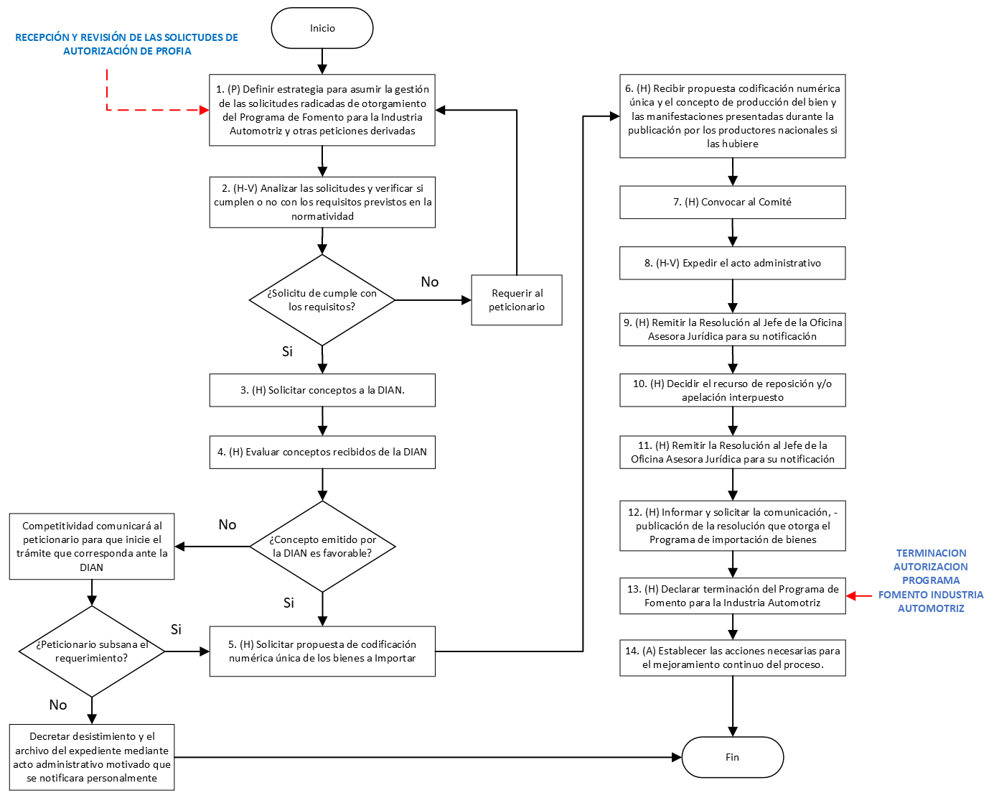 Inicio
RECEPCIÓN Y REVISIÓN DE LAS SOLICTUDES DE
AUTORIZACIÓN DE PROFIA
1. (P) Definir estrategia para asumir la gestión
de las solicitudes radicadas de otorgamiento
del Programa de Fomento para la Industria
Automotriz y otras peticiones derivadas
2. (H-V) Analizar las solicitudes y verificar si
cumplen o no con los requisitos previstos en la
normatividad
¿Solicitu de cumple con
los requisitos?
No
Requerir al
peticionario
Si
3. (H) Solicitar conceptos a la DIAN.
4. (H) Evaluar conceptos recibidos de la DIAN
¿Concepto emitido por
la DIAN es favorable?
No
Competitividad comunicará al
peticionario para que inicie el
trámite que corresponda ante la
DIAN
Si
¿Peticionario subsana el
requerimiento?
Si
5. (H) Solicitar propuesta de codificación
numérica única de los bienes a Importar
No
Decretar desistimiento y el
archivo del expediente mediante
acto administrativo motivado que
se notificara personalmente
6. (H) Recibir propuesta codificación numérica
única y el concepto de producción del bien y
las manifestaciones presentadas durante la
publicación por los productores nacionales si
las hubiere
7. (H) Convocar al Comité
8. (H-V) Expedir el acto administrativo
9. (H) Remitir la Resolución al Jefe de la Oficina
Asesora Jurídica para su notificación
10. (H) Decidir el recurso de reposición y/o
apelación interpuesto
11. (H) Remitir la Resolución al Jefe de la
Oficina Asesora Jurídica para su notificación
12. (H) Informar y solicitar la comunicación, -
publicación de la resolución que otorga el
Programa de importación de bienes
13. (H) Declarar terminación del Programa de
Fomento para la Industria Automotriz
TERMINACION
AUTORIZACION
PROGRAMA
FOMENTO INDUSTRIA
AUTOMOTRIZ
14. (A) Establecer las acciones necesarias para
el mejoramiento continuo del proceso.
Fin